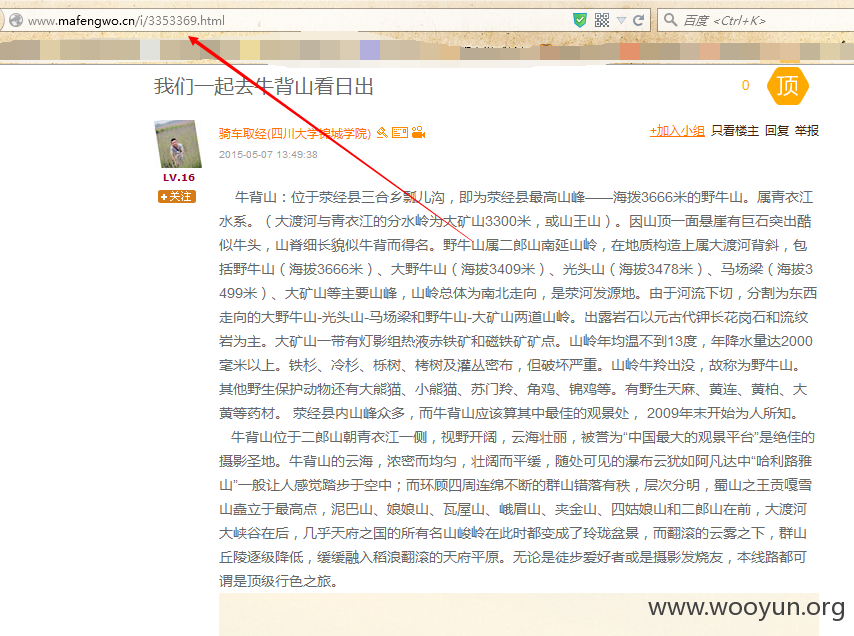 www.mafengwo.cn/i/3353369.html
百度 <Ctrl+K>
我们一起去牛背山看日出
0
顶
骑车取经(四川大学锦城学院)
+加入小组 只看楼主 回复 举报
2015-05-07 13:49:38
LV.16
+关注
牛背山：位于荥经县三合乡瓢儿沟，即为荥经县最高山峰——海拨3666米的野牛山。属青衣江
水系。（大渡河与青衣江的分水岭为大矿山3300米，或山王山）。因山顶一面悬崖有巨石突出酷
似牛头，山脊细长貌似牛背而得名。野牛山属二郎山南延山岭，在地质构造上属大渡河背斜，包
括野牛山（海拔3666米）、大野牛山（海拔3409米）、光头山（海拔3478米）、马场梁（海拔3
499米）、大矿山等主要山峰，山岭总体为南北走向，是荥河发源地。由于河流下切，分割为东西
走向的大野牛山-光头山-马场梁和野牛山-大矿山两道山岭。出露岩石以元古代钾长花岗石和流纹
岩为主。大矿山一带有灯影组热液赤铁矿和磁铁矿矿点。山岭年均温不到13度，年降水量达2000
毫米以上。铁杉、冷杉、栎树、栲树及灌丛密布，但破坏严重。山岭牛羚出没，故称为野牛山。
其他野生保护动物还有大熊猫、小熊猫、苏门羚、角鸡、锦鸡等。有野生天麻、黄连、黄柏、大
黄等药材。 荥经县内山峰众多，而牛背山应该算其中最佳的观景处， 2009年末开始为人所知。
牛背山位于二郎山朝青衣江一侧，视野开阔，云海壮丽，被誉为“中国最大的观景平台”是绝佳的
摄影圣地。牛背山的云海，浓密而均匀，壮阔而平缓，随处可见的瀑布云犹如阿凡达中“哈利路雅
山”一般让人感觉踏步于空中；而环顾四周连绵不断的群山错落有秩，层次分明，蜀山之王贡嘎雪
山矗立于最高点，泥巴山、娘娘山、瓦屋山、峨眉山、夹金山、四姑娘山和二郎山在前，大渡河
大峡谷在后，几乎天府之国的所有名山峻岭在此时都变成了玲珑盆景，而翻滚的云雾之下，群山
丘陵逐级降低，缓缓融入稻浪翻滚的天府平原。无论是徒步爱好者或是摄影发烧友，本线路都可
谓是顶级行色之旅。
www.wooyun.org